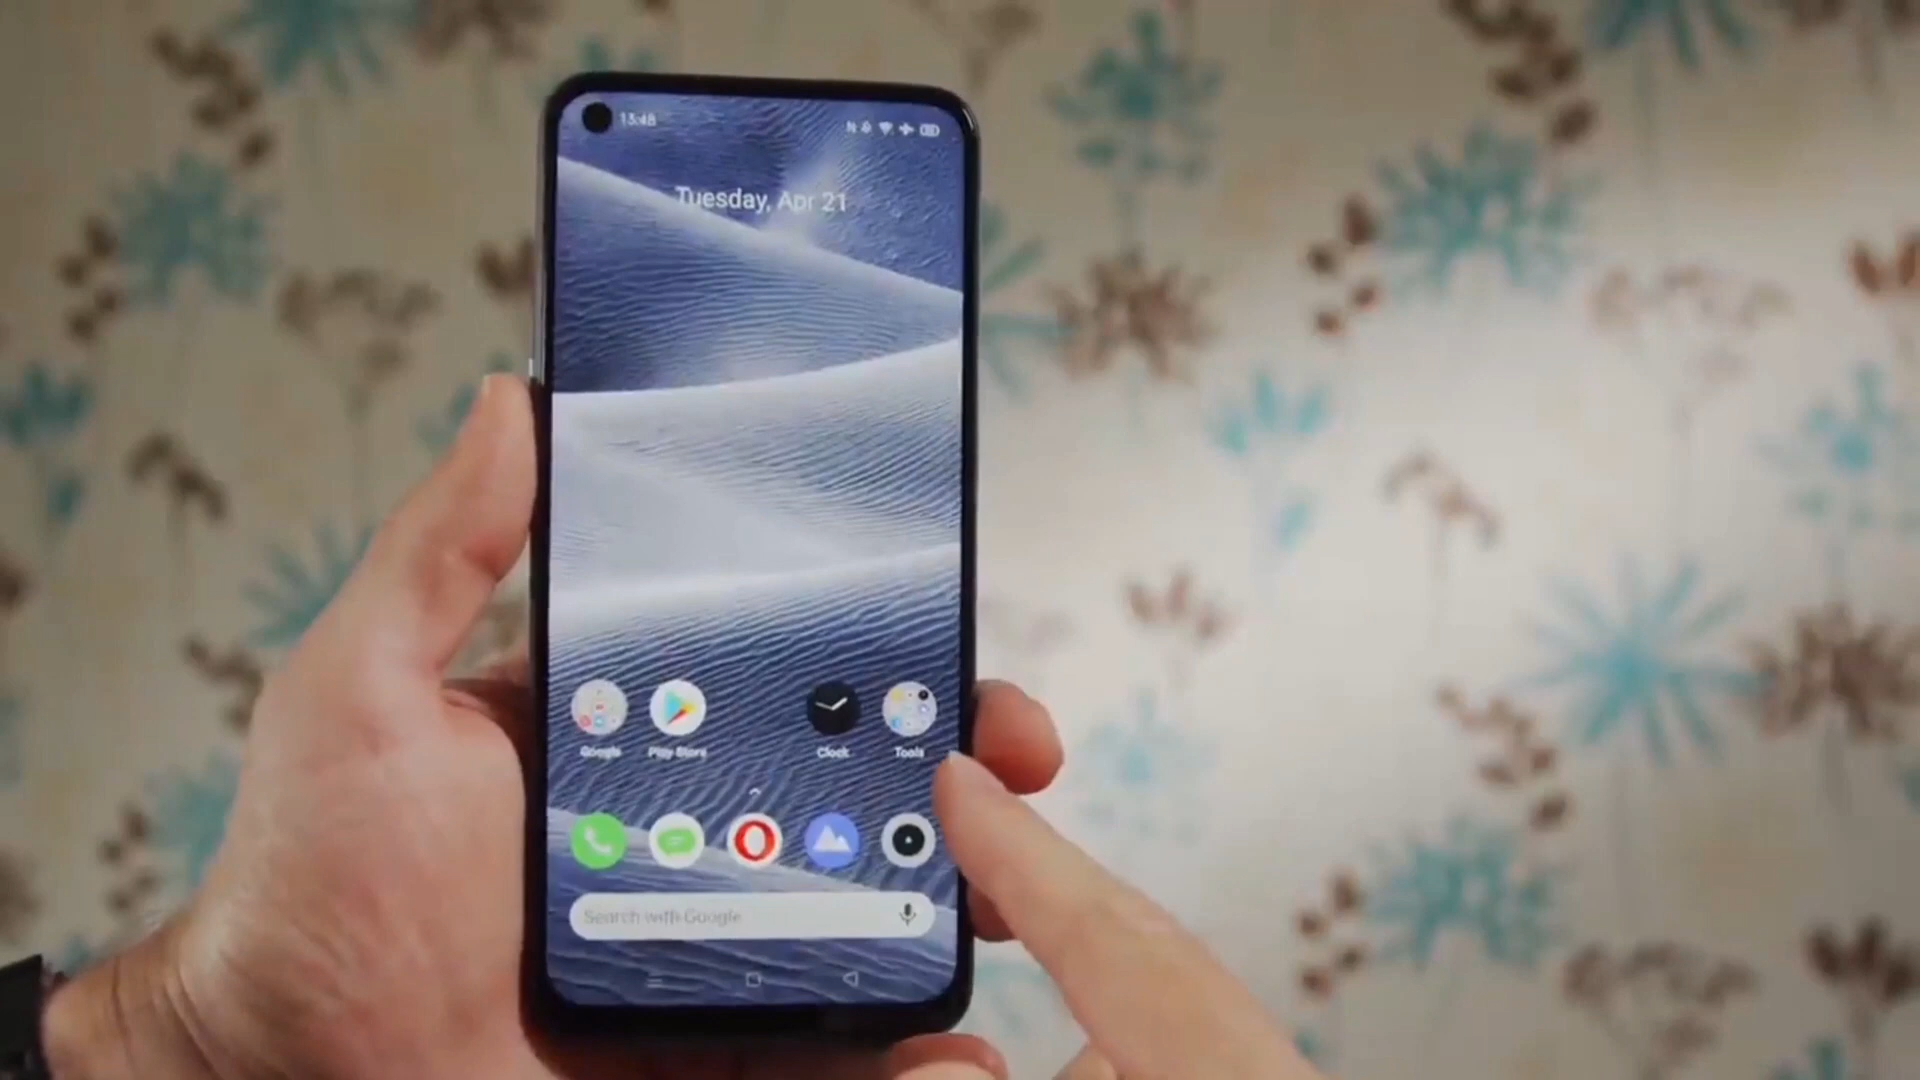 13:48
Tuesday, Apr 21
Google
Play Store
Clock
Tools
Search with Google